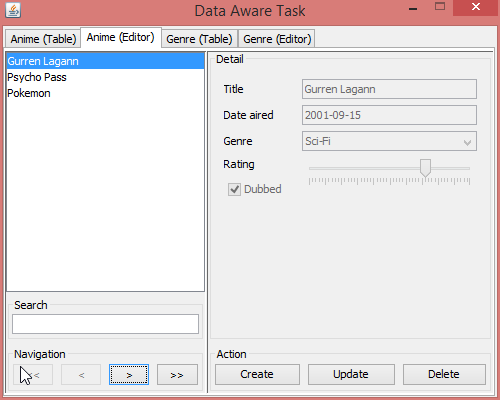 Data Aware Task
Anime (Table) Anime (Editor) Genre (Table) Genre (Editor)
Gurren Lagann
Psycho Pass
Pokemon
Search
Navigation
< > >>
Detail
Title Gurren Lagann
Date aired 2001-09-15
Genre Sci-Fi
Rating
Dubbed
Action
Create Update Delete